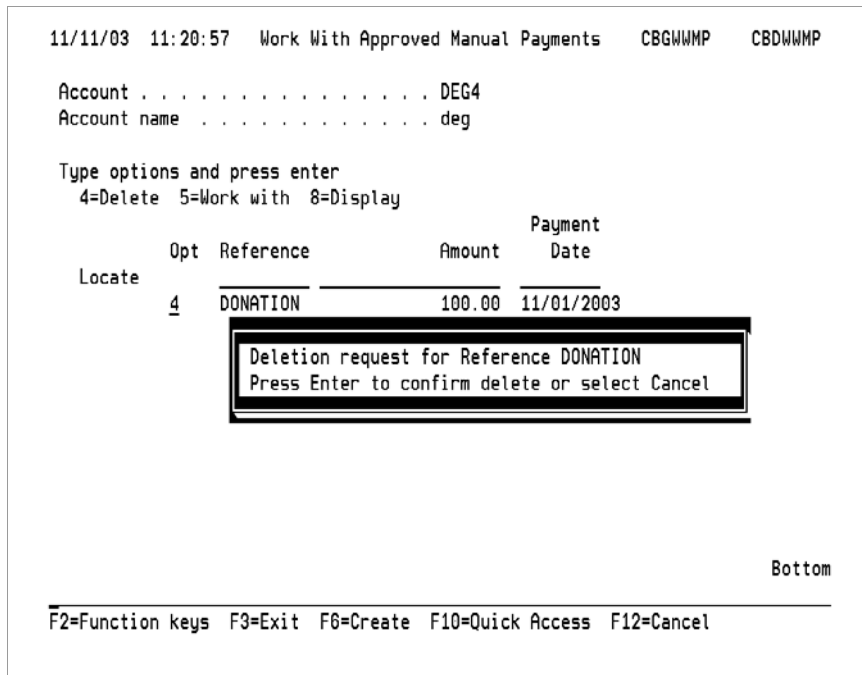 11/11/03 11:20:57 Work With Approved Manual Payments CBGWWMP CBDWWMP
Account . . . . . . . . . . . . . . . DEG4
Account name . . . . . . . . . . . . deg
Type options and press enter
4=Delete 5=Work with 8=Display
Payment
Opt Reference Amount Date
Locate
4 DONATION 100.00 11/01/2003
Deletion request for Reference DONATION
Press Enter to confirm delete or select Cancel
Bottom
F2=Function keys F3=Exit F6=Create F10=Quick Access F12=Cancel